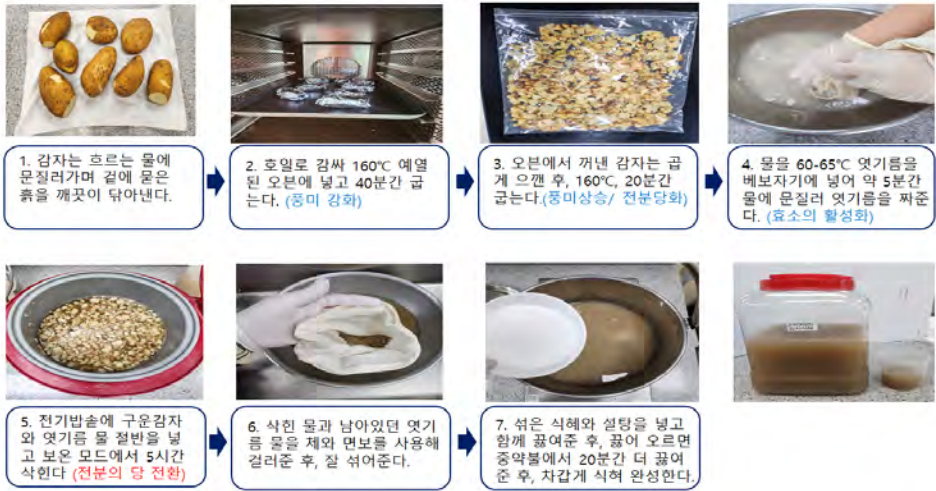 1. 감자는 흐르는 물에
문질러가며 겉에 묻은
흙을 깨끗이 닦아낸다.
2. 호일로 감싸 160℃ 예열
된 오븐에 넣고 40분간 굽
는다. (풍미 강화)
3. 오븐에서 꺼낸 감자는 곱
게 으깬 후, 160℃, 20분간
굽는다.(풍미상승/ 전분당화)
4. 물을 60-65℃ 엿기름을
베보자기에 넣어 약 5분간
물에 문질러 엿기름을 짜준
다. (효소의 활성화)
5. 전기밥솥에 구운감자
와 엿기름 물 절반을 넣
고 보온 모드에서 5시간
삭힌다 (전분의 당 전환)
6. 삭힌 물과 남아있던 엿기
름 물을 체와 면보를 사용해
걸러준 후, 잘 섞어준다.
7. 섞은 식혜와 설탕을 넣고
함께 끓여준 후, 끓어 오르면
중약불에서 20분간 더 끓여
준 후, 차갑게 식혀 완성한다.